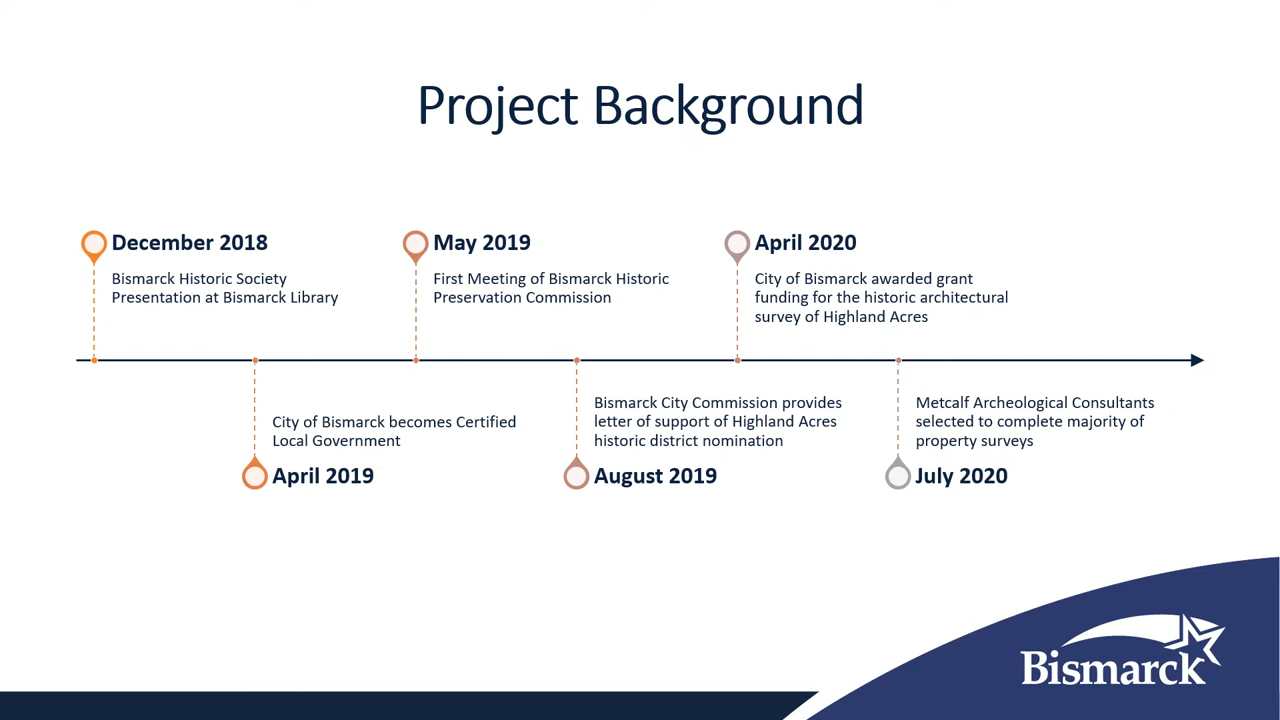 Project Background
December 2018
Bismarck Historic Society
Presentation at Bismarck Library
May 2019
First Meeting of Bismarck Historic
Preservation Commission
April 2020
City of Bismarck awarded grant
funding for the historic architectural
survey of Highland Acres
City of Bismarck becomes Certified
Local Government
April 2019
Bismarck City Commission provides
letter of support of Highland Acres
historic district nomination
August 2019
Metcalf Archeological Consultants
selected to complete majority of
property surveys
July 2020
Bismarck